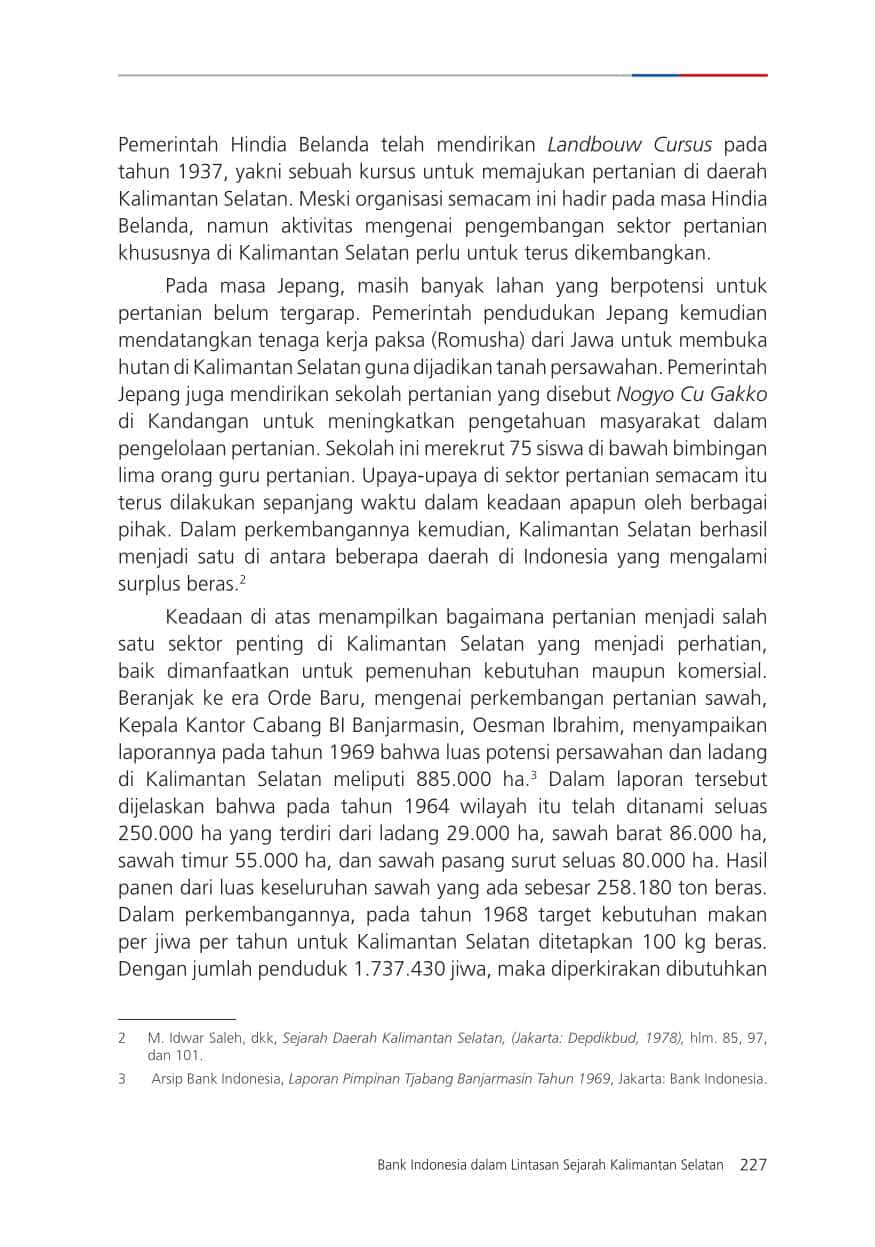 Pemerintah Hindia Belanda telah mendirikan Landbouw Cursus pada
tahun 1937, yakni sebuah kursus untuk memajukan pertanian di daerah
Kalimantan Selatan. Meski organisasi semacam ini hadir pada masa Hindia
Belanda, namun aktivitas mengenai pengembangan sektor pertanian
khususnya di Kalimantan Selatan perlu untuk terus dikembangkan.
Pada masa Jepang, masih banyak lahan yang berpotensi untuk
pertanian belum tergarap. Pemerintah pendudukan Jepang kemudian
mendatangkan tenaga kerja paksa (Romusha) dari Jawa untuk membuka
hutan di Kalimantan Selatan guna dijadikan tanah persawahan. Pemerintah
Jepang juga mendirikan sekolah pertanian yang disebut Nogyo Cu Gakko
di Kandangan untuk meningkatkan pengetahuan masyarakat dalam
pengelolaan pertanian. Sekolah ini merekrut 75 siswa di bawah bimbingan
lima orang guru pertanian. Upaya-upaya di sektor pertanian semacam itu
terus dilakukan sepanjang waktu dalam keadaan apapun oleh berbagai
pihak. Dalam perkembangannya kemudian, Kalimantan Selatan berhasil
menjadi satu di antara beberapa daerah di Indonesia yang mengalami
surplus beras.²
Keadaan di atas menampilkan bagaimana pertanian menjadi salah
satu sektor penting di Kalimantan Selatan yang menjadi perhatian,
baik dimanfaatkan untuk pemenuhan kebutuhan maupun komersial.
Beranjak ke era Orde Baru, mengenai perkembangan pertanian sawah,
Kepala Kantor Cabang BI Banjarmasin, Oesman Ibrahim, menyampaikan
laporannya pada tahun 1969 bahwa luas potensi persawahan dan ladang
di Kalimantan Selatan meliputi 885.000 ha.³ Dalam laporan tersebut
dijelaskan bahwa pada tahun 1964 wilayah itu telah ditanami seluas
250.000 ha yang terdiri dari ladang 29.000 ha, sawah barat 86.000 ha,
sawah timur 55.000 ha, dan sawah pasang surut seluas 80.000 ha. Hasil
panen dari luas keseluruhan sawah yang ada sebesar 258.180 ton beras.
Dalam perkembangannya, pada tahun 1968 target kebutuhan makan
per jiwa per tahun untuk Kalimantan Selatan ditetapkan 100 kg beras.
Dengan jumlah penduduk 1.737.430 jiwa, maka diperkirakan dibutuhkan
2 M. Idwar Saleh, dkk, Sejarah Daerah Kalimantan Selatan, (Jakarta: Depdikbud, 1978), hlm. 85, 97,
dan 101.
3 Arsip Bank Indonesia, Laporan Pimpinan Tjabang Banjarmasin Tahun 1969, Jakarta: Bank Indonesia.
Bank Indonesia dalam Lintasan Sejarah Kalimantan Selatan 227